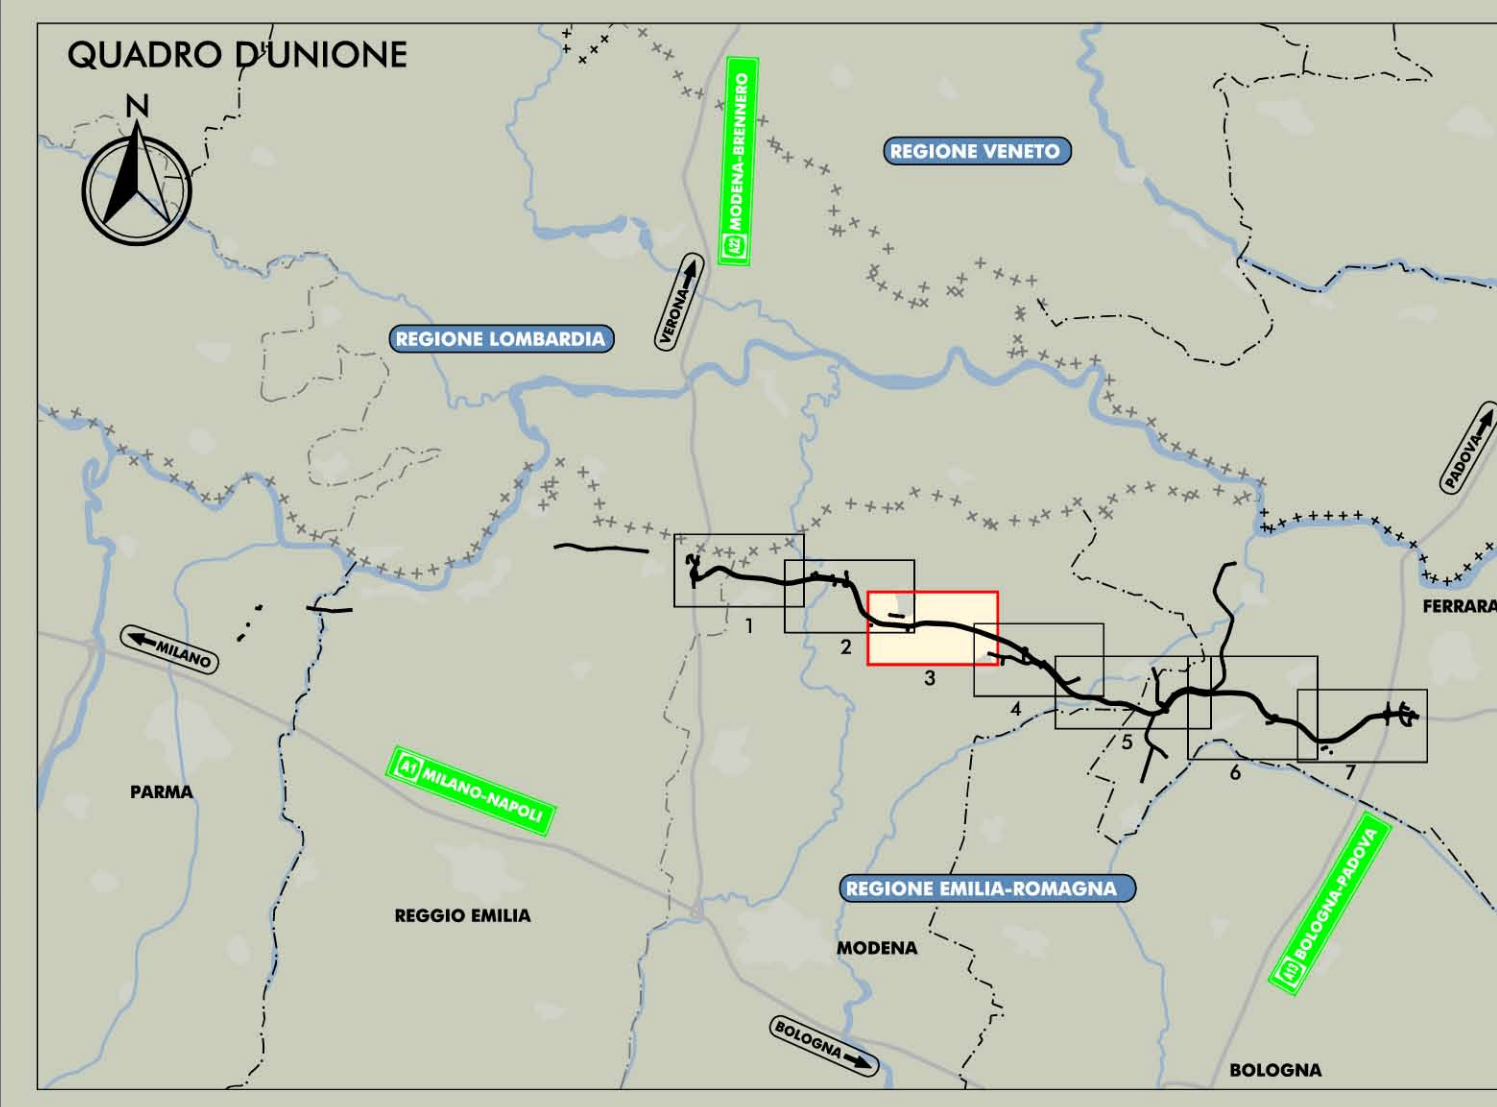 QUADRO D'UNIONE
N
A22 MODENA-BRENNERO
REGIONE VENETO
VERONA
REGIONE LOMBARDIA
PADOVA
FERRARA
1
2
3
4
5
6
7
MILANO
A1 MILANO-NAPOLI
PARMA
REGGIO EMILIA
REGIONE EMILIA-ROMAGNA
MODENA
A13 BOLOGNA-PADOVA
BOLOGNA
BOLOGNA